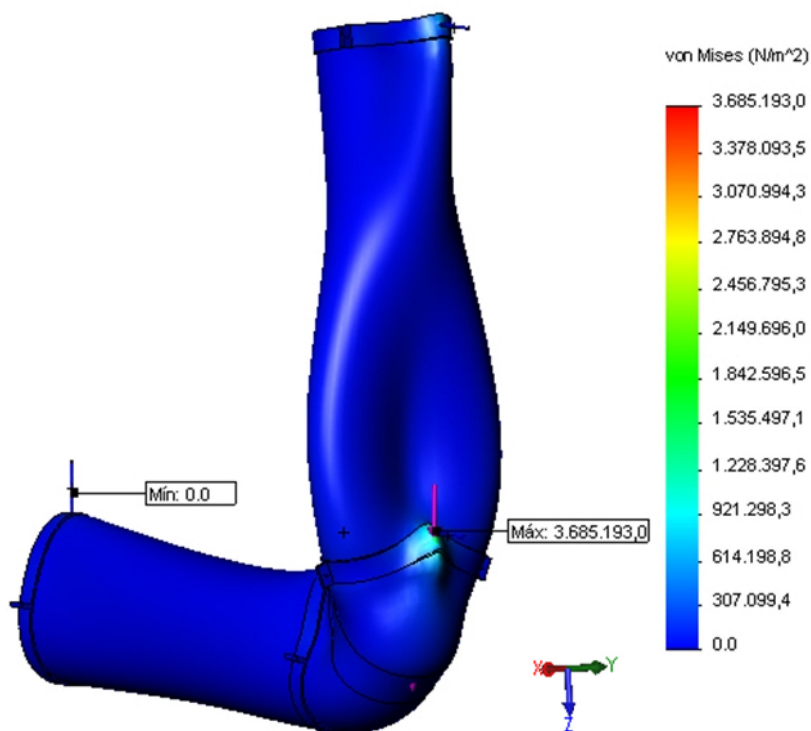 von Mises (N/m^2)
3.685.193,0
3.378.093,5
3.070.994,3
2.763.894,8
2.456.795,3
2.149.696,0
1.842.596,5
1.535.497,1
1.228.397,6
921.298,3
614.198,8
307.099,4
0.0
Mín: 0.0
Máx: 3.685.193,0
X
Y
Z